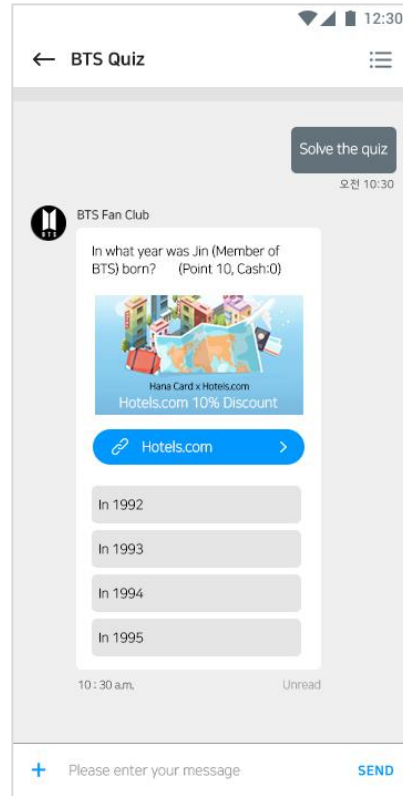 12:30
BTS Quiz
Solve the quiz
오전 10:30
BTS
BTS Fan Club
In what year was Jin (Member of
BTS) born? (Point 10, Cash:0)
Hana Card x Hotels.com
Hotels.com 10% Discount
Hotels.com
In 1992
In 1993
In 1994
In 1995
10 : 30 a.m. Unread
+ Please enter your message SEND